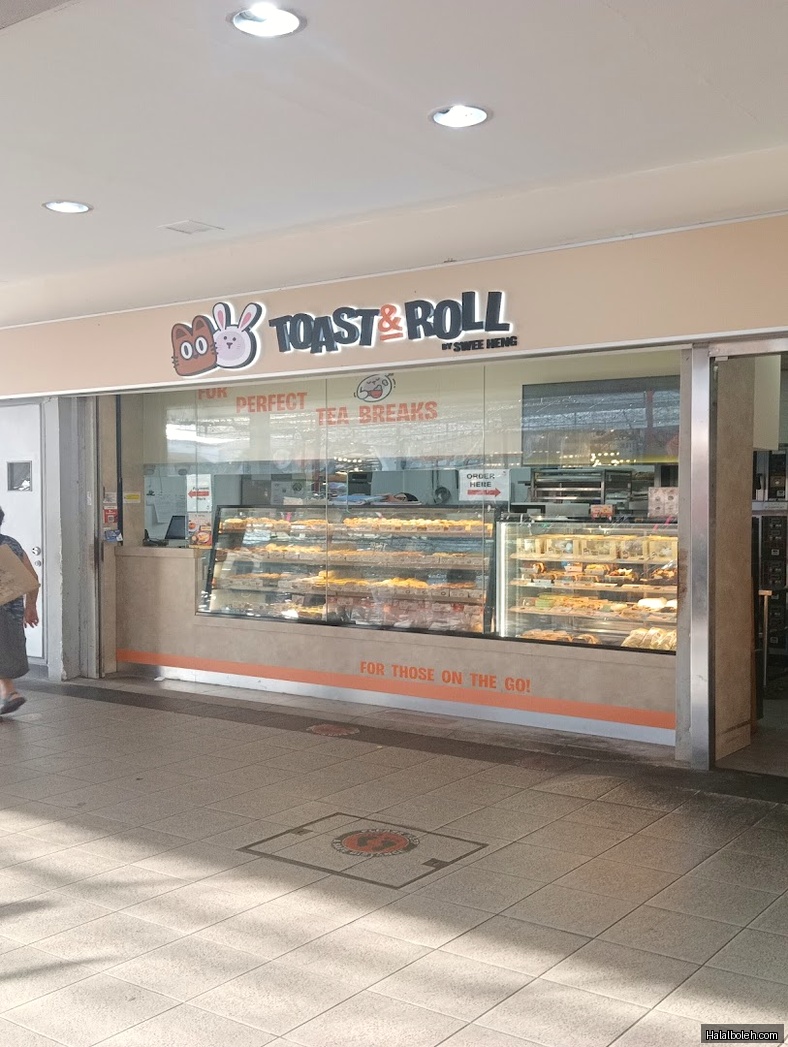 TOAST & ROLL
BY SWEE HENG
FOR PERFECT
TEA BREAKS
ORDER
HERE
FOR THOSE ON THE GO!
Halalboleh.com